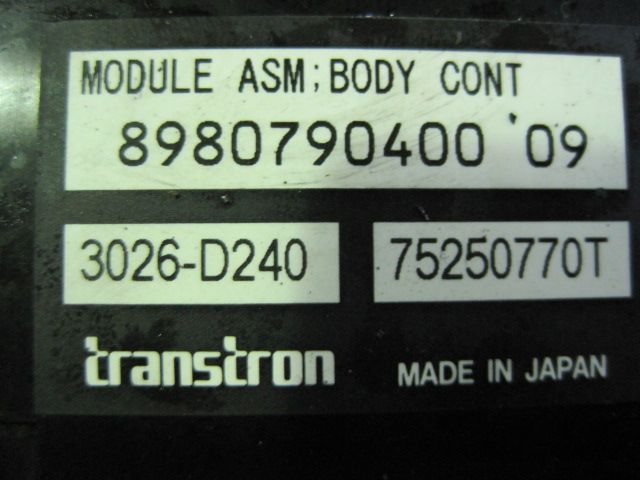 MODULE ASM;BODY CONT
8980790400 '09
3026-D240 75250770T
transtron MADE IN JAPAN